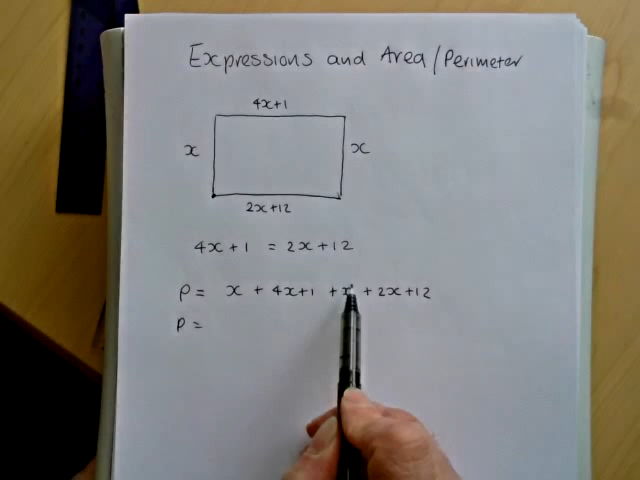 Expressions and Area/Perimeter
4x+1
x
x
2x+12
4x+1 = 2x+12
P= x + 4x+1 + x + 2x+12
P=